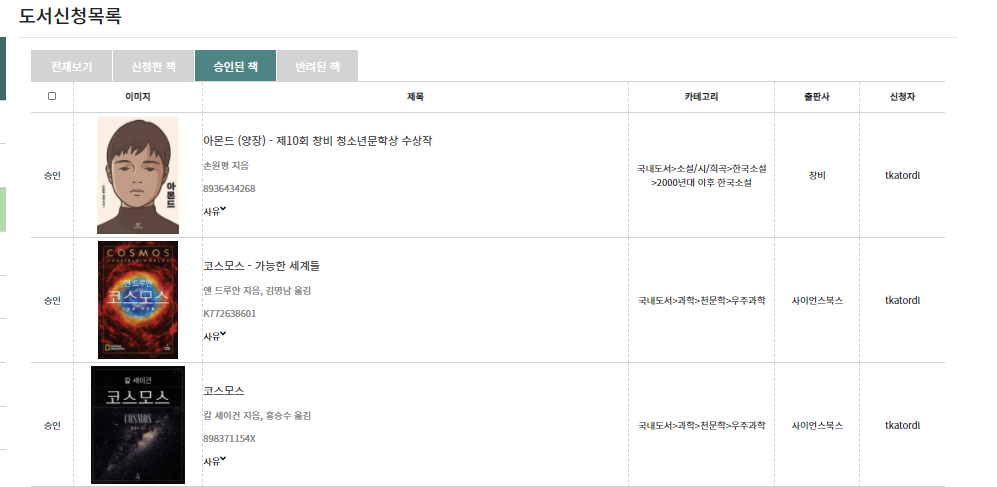 도서신청목록
전체보기 신청한 책 승인된 책 반려된 책
이미지 제목 카테고리 출판사 신청자
승인
아몬드
아몬드 (양장) - 제10회 창비 청소년문학상 수상작
손원평 지음
8936434268
사유
국내도서>소설/시/희곡>한국소설
>2000년대 이후 한국소설
창비
tkatordl
승인
COSMOS
POSSIBLE WORLDS
앤 드루얀
코스모스
코스모스 - 가능한 세계들
앤 드루얀 지음, 김명남 옮김
K772638601
사유
국내도서>과학>천문학>우주과학
사이언스북스
tkatordl
승인
칼 세이건
코스모스
COSMOS
코스모스
칼 세이건 지음, 홍승수 옮김
898371154X
사유
국내도서>과학>천문학>우주과학
사이언스북스
tkatordl